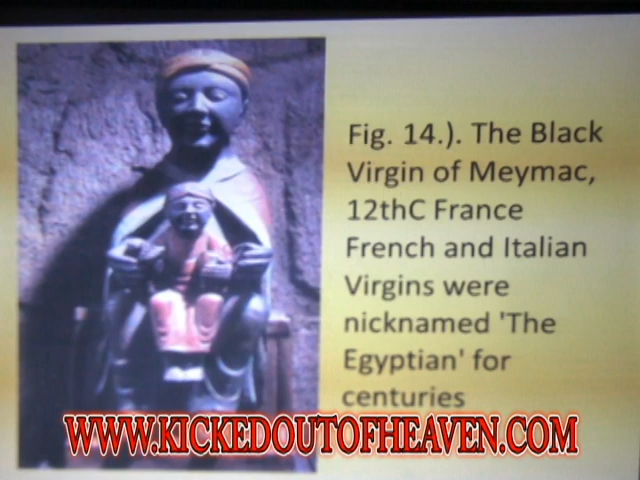 Fig. 14.). The Black
Virgin of Meymac,
12thC France
French and Italian
Virgins were
nicknamed 'The
Egyptian' for
centuries
WWW.KICKEDOUTOFHEAVEN.COM